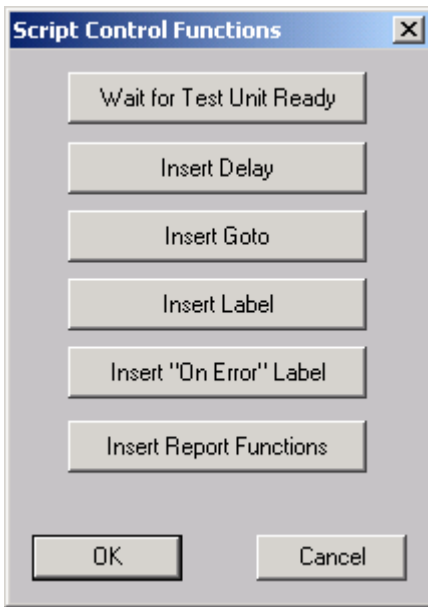 Script Control Functions
Wait for Test Unit Ready
Insert Delay
Insert Goto
Insert Label
Insert "On Error" Label
Insert Report Functions
OK Cancel